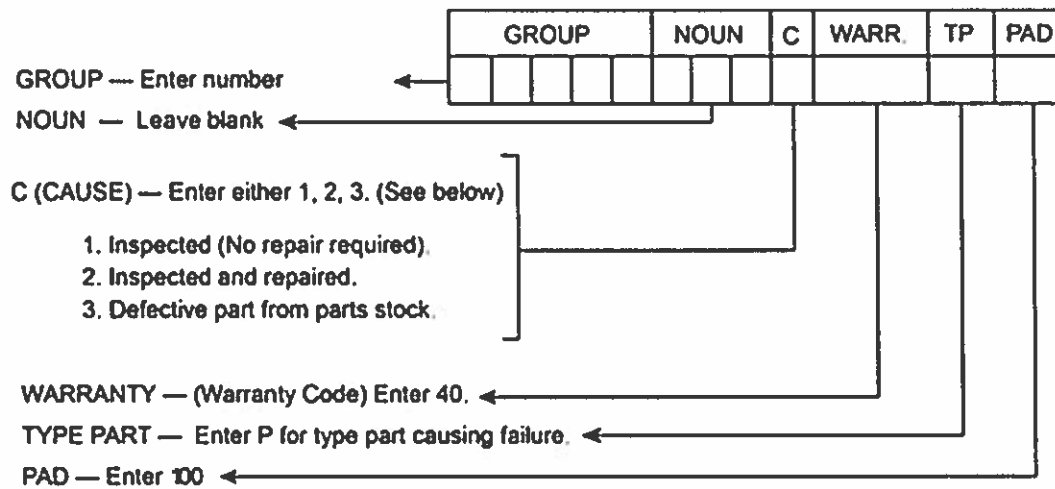 GROUP NOUN C WARR. TP PAD
GROUP — Enter number
NOUN — Leave blank
C (CAUSE) — Enter either 1, 2, 3. (See below)
1. Inspected (No repair required).
2. Inspected and repaired.
3. Defective part from parts stock.
WARRANTY — (Warranty Code) Enter 40.
TYPE PART — Enter P for type part causing failure.
PAD — Enter 100